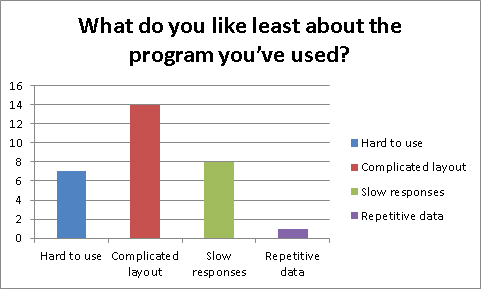 What do you like least about the
program you’ve used?
16
14
12
10
8
6
4
2
0
Hard to use
Complicated
layout
Slow
responses
Repetitive
data
Hard to use
Complicated layout
Slow responses
Repetitive data